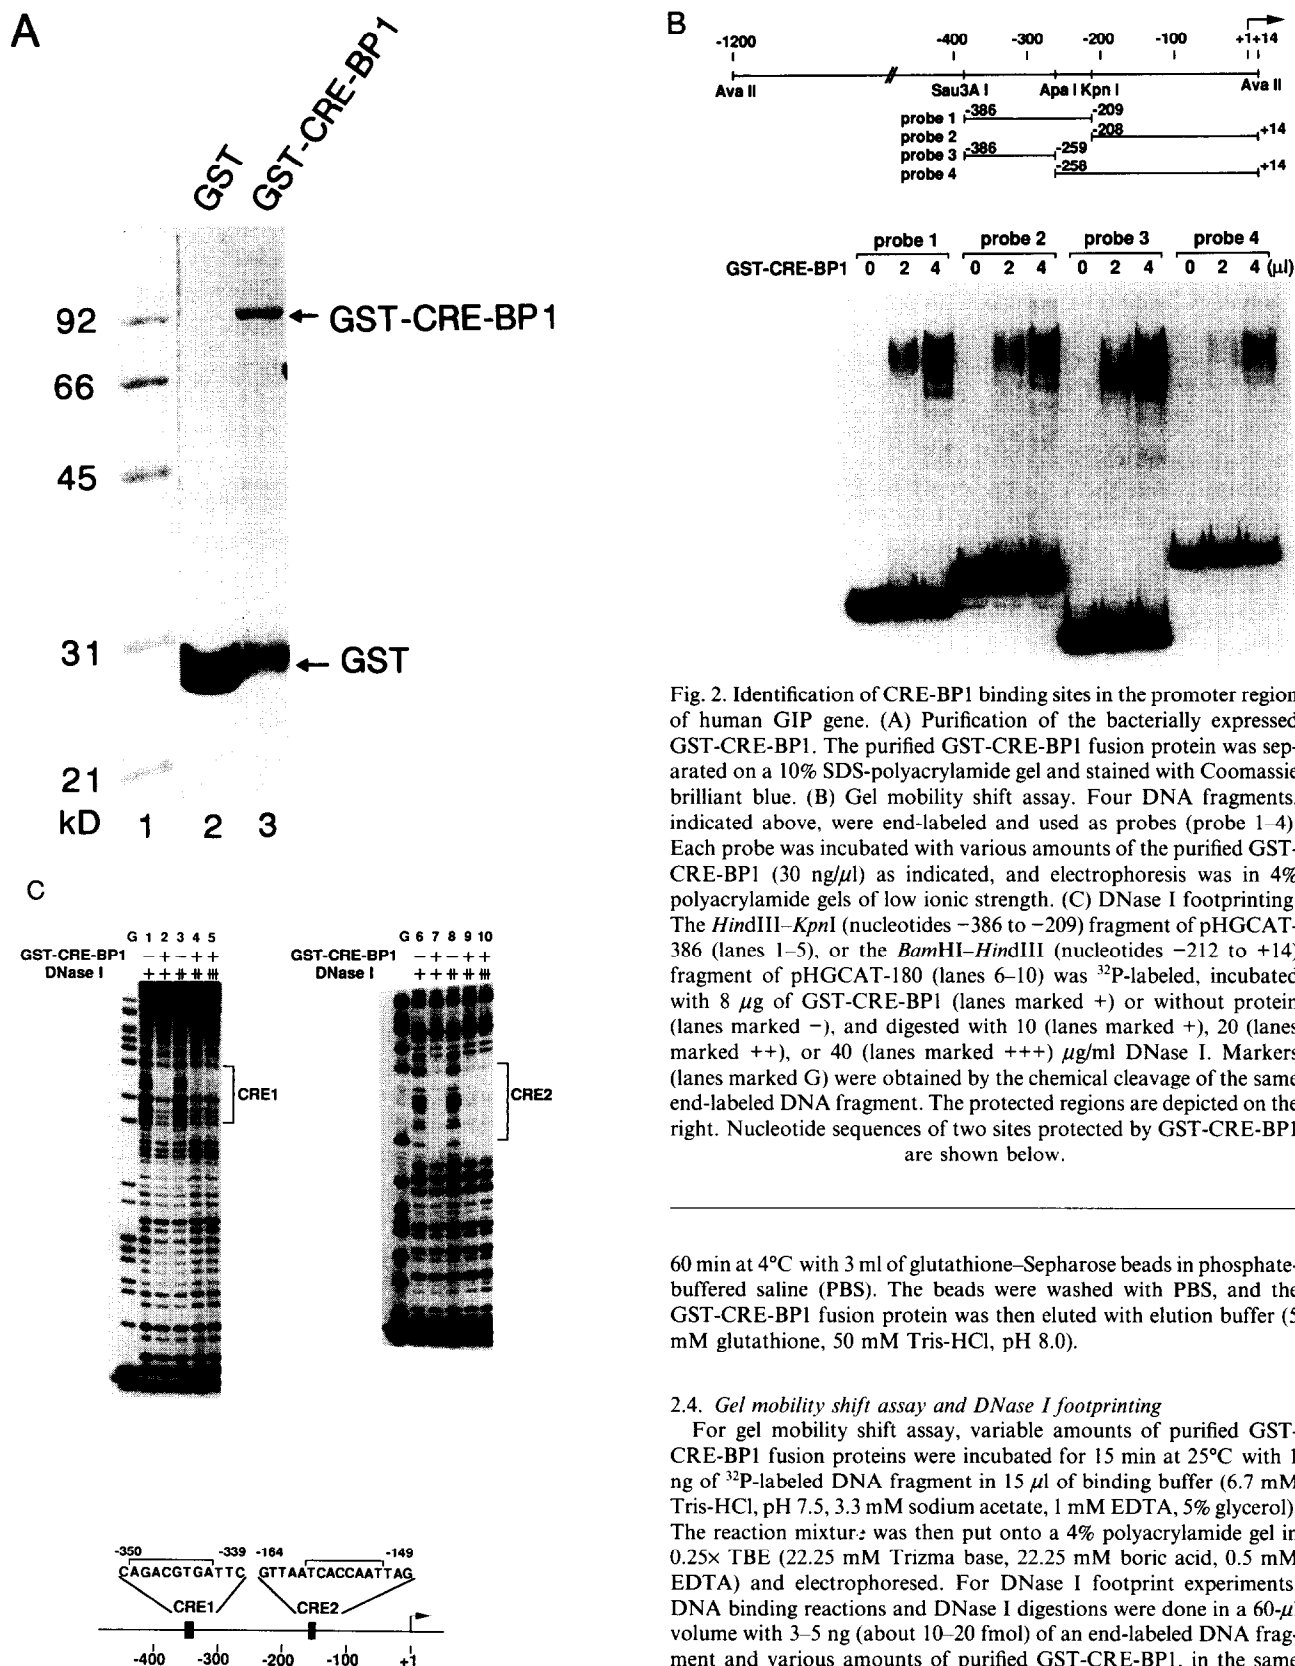 A
GST
GST-CRE-BP1
92
66
45
31
21
kD 1 2 3
GST-CRE-BP1
GST
B
-1200 -400 -300 -200 -100 +1+14
Ava II Sau3A I Apa I Kpn I Ava II
probe 1 -386 -209
probe 2 -208 +14
probe 3 -386 -259
probe 4 -258 +14
probe 1 probe 2 probe 3 probe 4
GST-CRE-BP1 0 2 4 0 2 4 0 2 4 0 2 4 (µl)
C
G 1 2 3 4 5
GST-CRE-BP1 − + − + +
DNase I + + ++ ++ +++
CRE1
G 6 7 8 9 10
GST-CRE-BP1 − + − + +
DNase I + + ++ ++ +++
CRE2
-350 -339 -164 -149
CAGACGTGATTC GTTAATCACCAATTAG
CRE1 CRE2
-400 -300 -200 -100 +1
Fig. 2. Identification of CRE-BP1 binding sites in the promoter region
of human GIP gene. (A) Purification of the bacterially expressed
GST-CRE-BP1. The purified GST-CRE-BP1 fusion protein was sep-
arated on a 10% SDS-polyacrylamide gel and stained with Coomassie
brilliant blue. (B) Gel mobility shift assay. Four DNA fragments,
indicated above, were end-labeled and used as probes (probe 1–4)
Each probe was incubated with various amounts of the purified GST-
CRE-BP1 (30 ng/µl) as indicated, and electrophoresis was in 4%
polyacrylamide gels of low ionic strength. (C) DNase I footprinting
The HindIII–KpnI (nucleotides −386 to −209) fragment of pHGCAT-
386 (lanes 1–5), or the BamHI–HindIII (nucleotides −212 to +14)
fragment of pHGCAT-180 (lanes 6–10) was ³²P-labeled, incubated
with 8 µg of GST-CRE-BP1 (lanes marked +) or without protein
(lanes marked −), and digested with 10 (lanes marked +), 20 (lanes
marked ++), or 40 (lanes marked +++) µg/ml DNase I. Markers
(lanes marked G) were obtained by the chemical cleavage of the same
end-labeled DNA fragment. The protected regions are depicted on the
right. Nucleotide sequences of two sites protected by GST-CRE-BP1
are shown below.
60 min at 4°C with 3 ml of glutathione–Sepharose beads in phosphate-
buffered saline (PBS). The beads were washed with PBS, and the
GST-CRE-BP1 fusion protein was then eluted with elution buffer (5
mM glutathione, 50 mM Tris-HCl, pH 8.0).
2.4. Gel mobility shift assay and DNase I footprinting
For gel mobility shift assay, variable amounts of purified GST-
CRE-BP1 fusion proteins were incubated for 15 min at 25°C with 1
ng of ³²P-labeled DNA fragment in 15 µl of binding buffer (6.7 mM
Tris-HCl, pH 7.5, 3.3 mM sodium acetate, 1 mM EDTA, 5% glycerol)
The reaction mixture was then put onto a 4% polyacrylamide gel in
0.25× TBE (22.25 mM Trizma base, 22.25 mM boric acid, 0.5 mM
EDTA) and electrophoresed. For DNase I footprint experiments
DNA binding reactions and DNase I digestions were done in a 60-µl
volume with 3–5 ng (about 10–20 fmol) of an end-labeled DNA frag-
ment and various amounts of purified GST-CRE-BP1, in the same